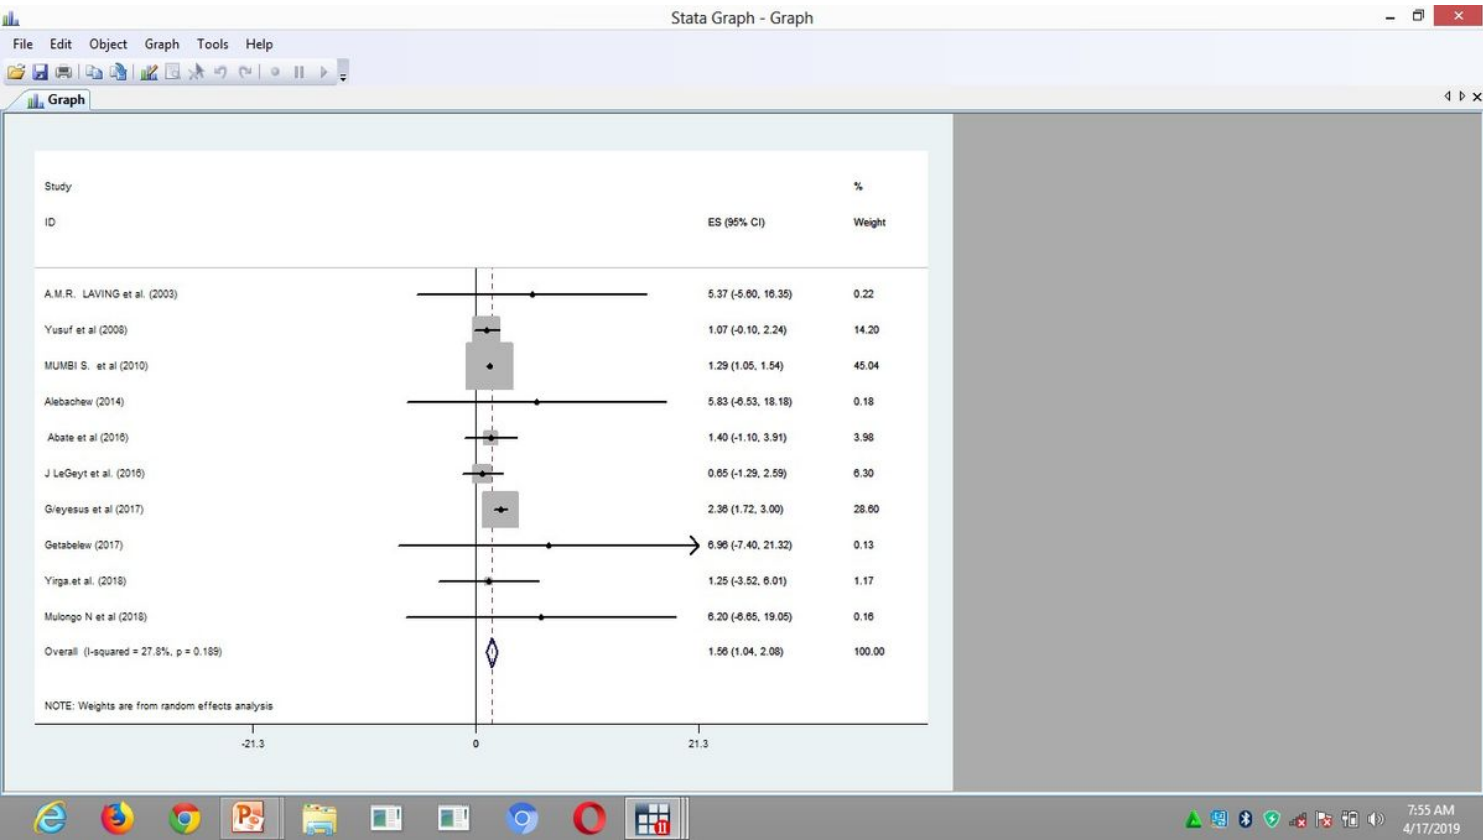 Stata Graph - Graph
File Edit Object Graph Tools Help
Graph
Study %
ID ES (95% CI) Weight
A.M.R. LAVING et al. (2003) 5.37 (-5.60, 16.35) 0.22
Yusuf et al (2008) 1.07 (-0.10, 2.24) 14.20
MUMBI S. et al (2010) 1.29 (1.05, 1.54) 45.04
Alebachew (2014) 5.83 (-6.53, 18.18) 0.18
Abate et al (2016) 1.40 (-1.10, 3.91) 3.98
J LeGeyt et al. (2016) 0.65 (-1.29, 2.59) 6.30
G/eyesus et al (2017) 2.36 (1.72, 3.00) 28.60
Getabelew (2017) 6.96 (-7.40, 21.32) 0.13
Yirga.et al. (2018) 1.25 (-3.52, 6.01) 1.17
Mulongo N et al (2018) 6.20 (-6.65, 19.05) 0.16
Overall (I-squared = 27.8%, p = 0.189) 1.56 (1.04, 2.08) 100.00
NOTE: Weights are from random effects analysis
-21.3 0 21.3
11
7:55 AM
4/17/2019